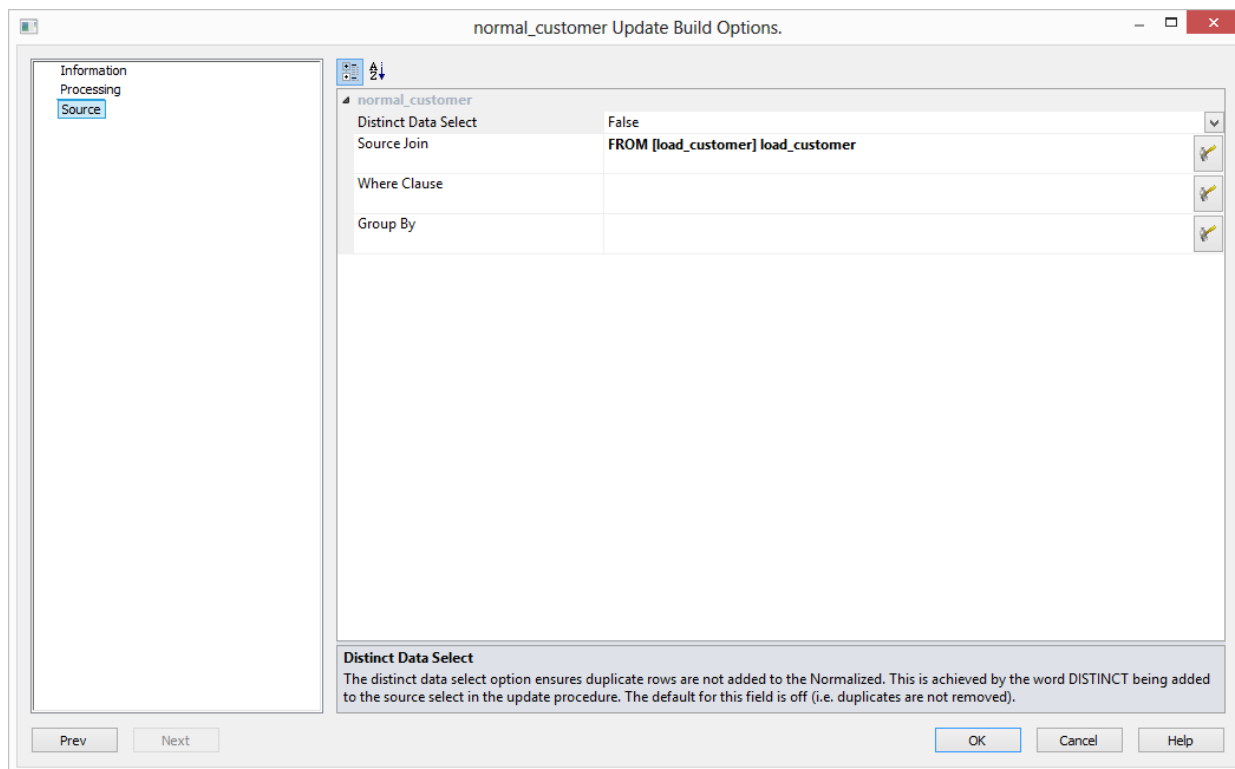 normal_customer Update Build Options.
Information
Processing
Source
normal_customer
Distinct Data Select False
Source Join FROM [load_customer] load_customer
Where Clause
Group By
Distinct Data Select
The distinct data select option ensures duplicate rows are not added to the Normalized. This is achieved by the word DISTINCT being added
to the source select in the update procedure. The default for this field is off (i.e. duplicates are not removed).
Prev Next OK Cancel Help